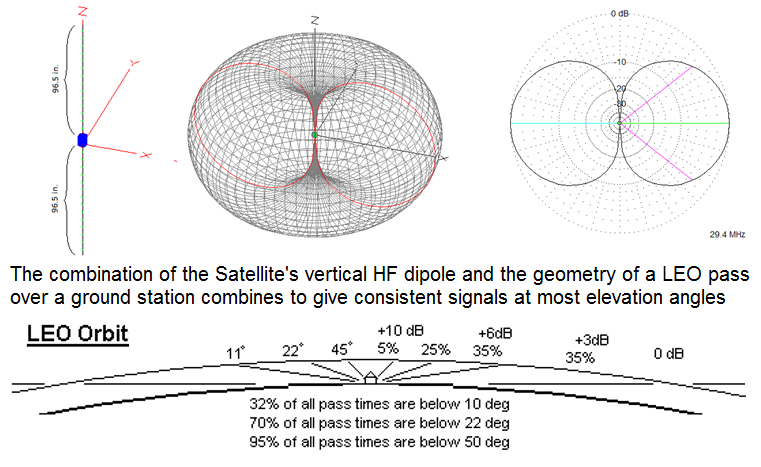 Z
Y
X
96.5 in.
96.5 in.
Z
X
0 dB
-10
-20
-30
29.4 MHz
The combination of the Satellite's vertical HF dipole and the geometry of a LEO pass
over a ground station combines to give consistent signals at most elevation angles
LEO Orbit
11° 22° 45° +10 dB 5% 25% +6dB 35% +3dB 35% 0 dB
32% of all pass times are below 10 deg
70% of all pass times are below 22 deg
95% of all pass times are below 50 deg